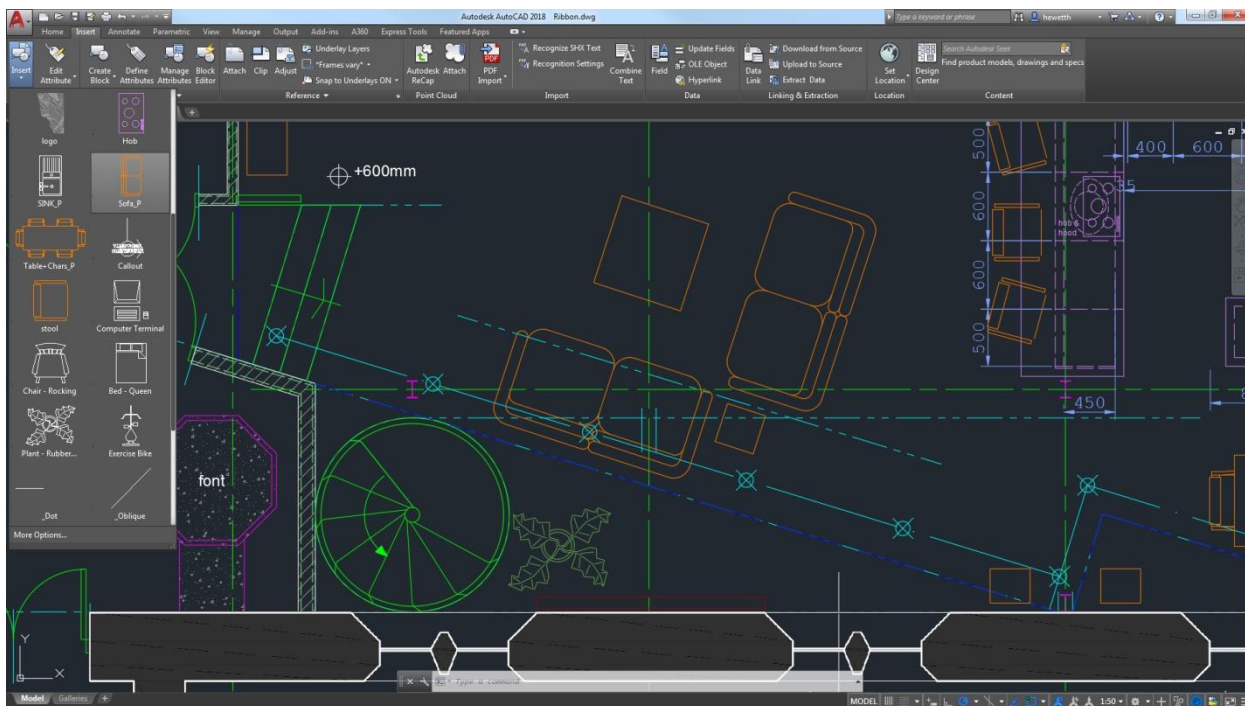 Autodesk AutoCAD 2018 Ribbon.dwg
Type a keyword or phrase
hewetth
Home Insert Annotate Parametric View Manage Output Add-ins A360 Express Tools Featured Apps
Insert
Edit
Attribute
Create
Block
Define
Attributes
Manage
Attributes
Block
Editor
Attach
Clip
Adjust
Underlay Layers
*Frames vary*
Snap to Underlays ON
Reference
Autodesk
ReCap
Attach
Point Cloud
PDF
PDF
Import
Recognize SHX Text
Recognition Settings
Combine
Text
Import
Field
Update Fields
OLE Object
Hyperlink
Data
Data
Link
Download from Source
Upload to Source
Extract Data
Linking & Extraction
Set
Location
Location
Design
Center
Search Autodesk Seek
Find product models, drawings and specs
Content
logo
Hob
SINK_P
Sofa_P
Table+Chars_P
Callout
stool
Computer Terminal
Chair - Rocking
Bed - Queen
Plant - Rubber...
Exercise Bike
_Dot
_Oblique
More Options...
+600mm
font
500
600
600
500
400
600
35
hob &
hood
450
8
Y
X
Type a command
Model Galleries +
MODEL
1:50